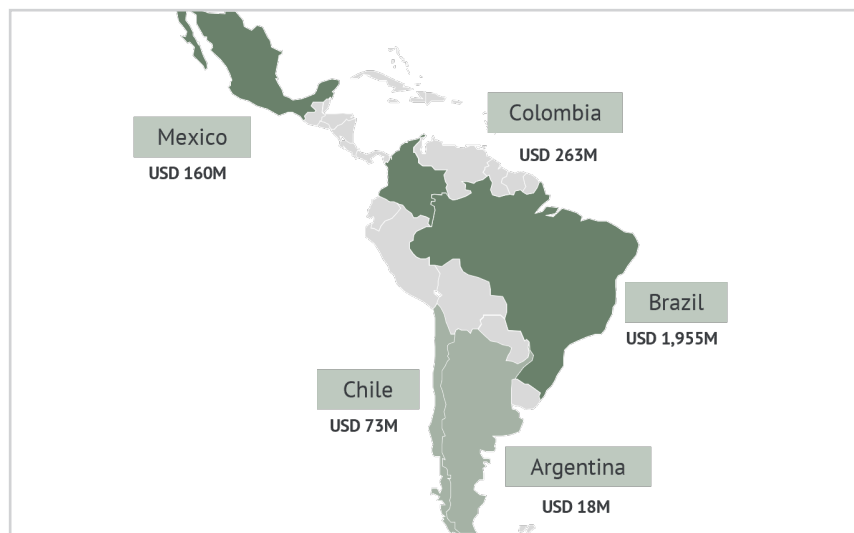 Colombia
USD 263M
Mexico
USD 160M
Brazil
USD 1,955M
Chile
USD 73M
Argentina
USD 18M